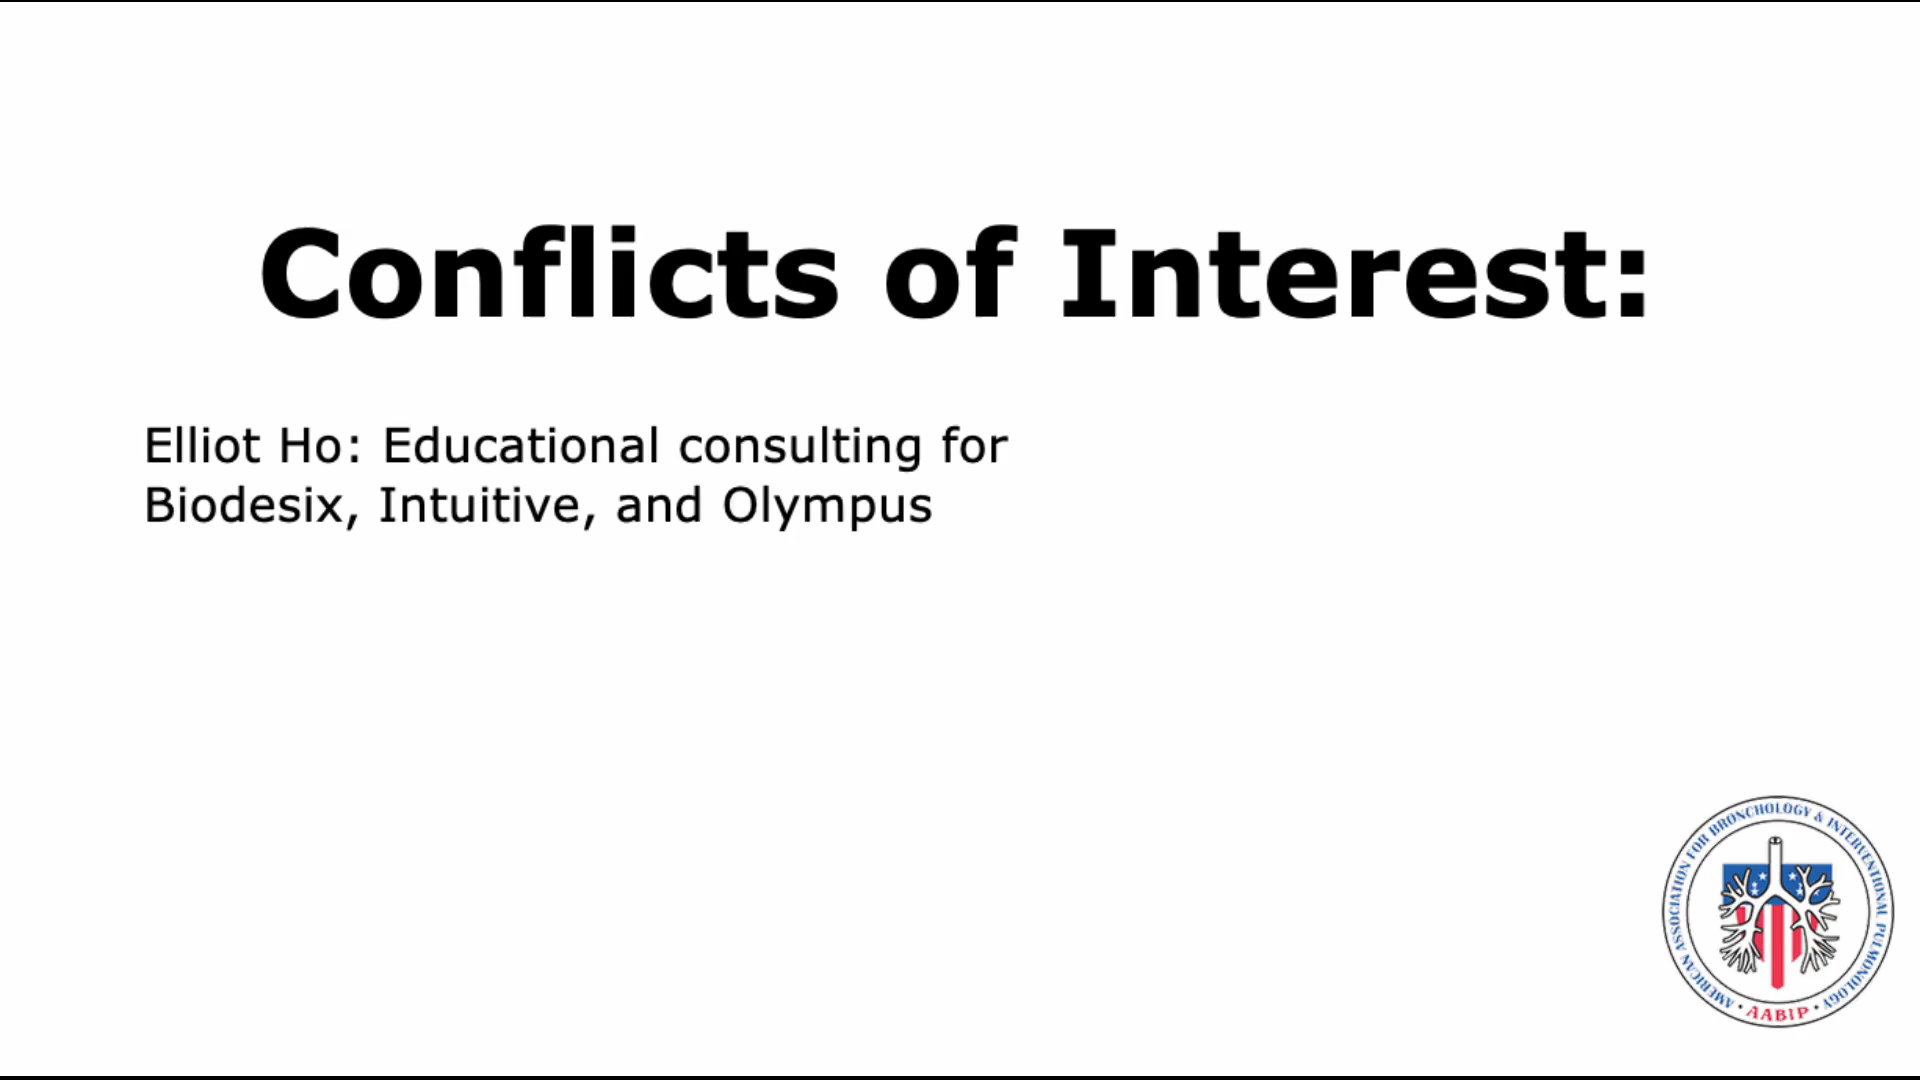 Conflicts of Interest:
Elliot Ho: Educational consulting for
Biodesix, Intuitive, and Olympus
AMERICAN ASSOCIATION FOR BRONCHOLOGY & INTERVENTIONAL PULMONOLOGY
• AABIP •